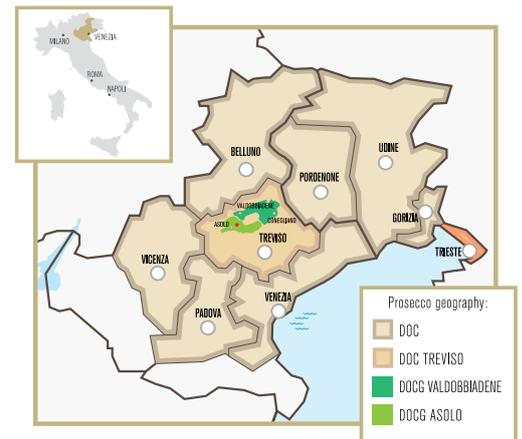 MILANO
VENEZIA
ROMA
NAPOLI
BELLUNO
UDINE
PORDENONE
VALDOBBIADENE
GORIZIA
ASOLO
CONEGLIANO
TREVISO
TRIESTE
VICENZA
VENEZIA
PADOVA
Prosecco geography:
DOC
DOC TREVISO
DOCG VALDOBBIADENE
DOCG ASOLO